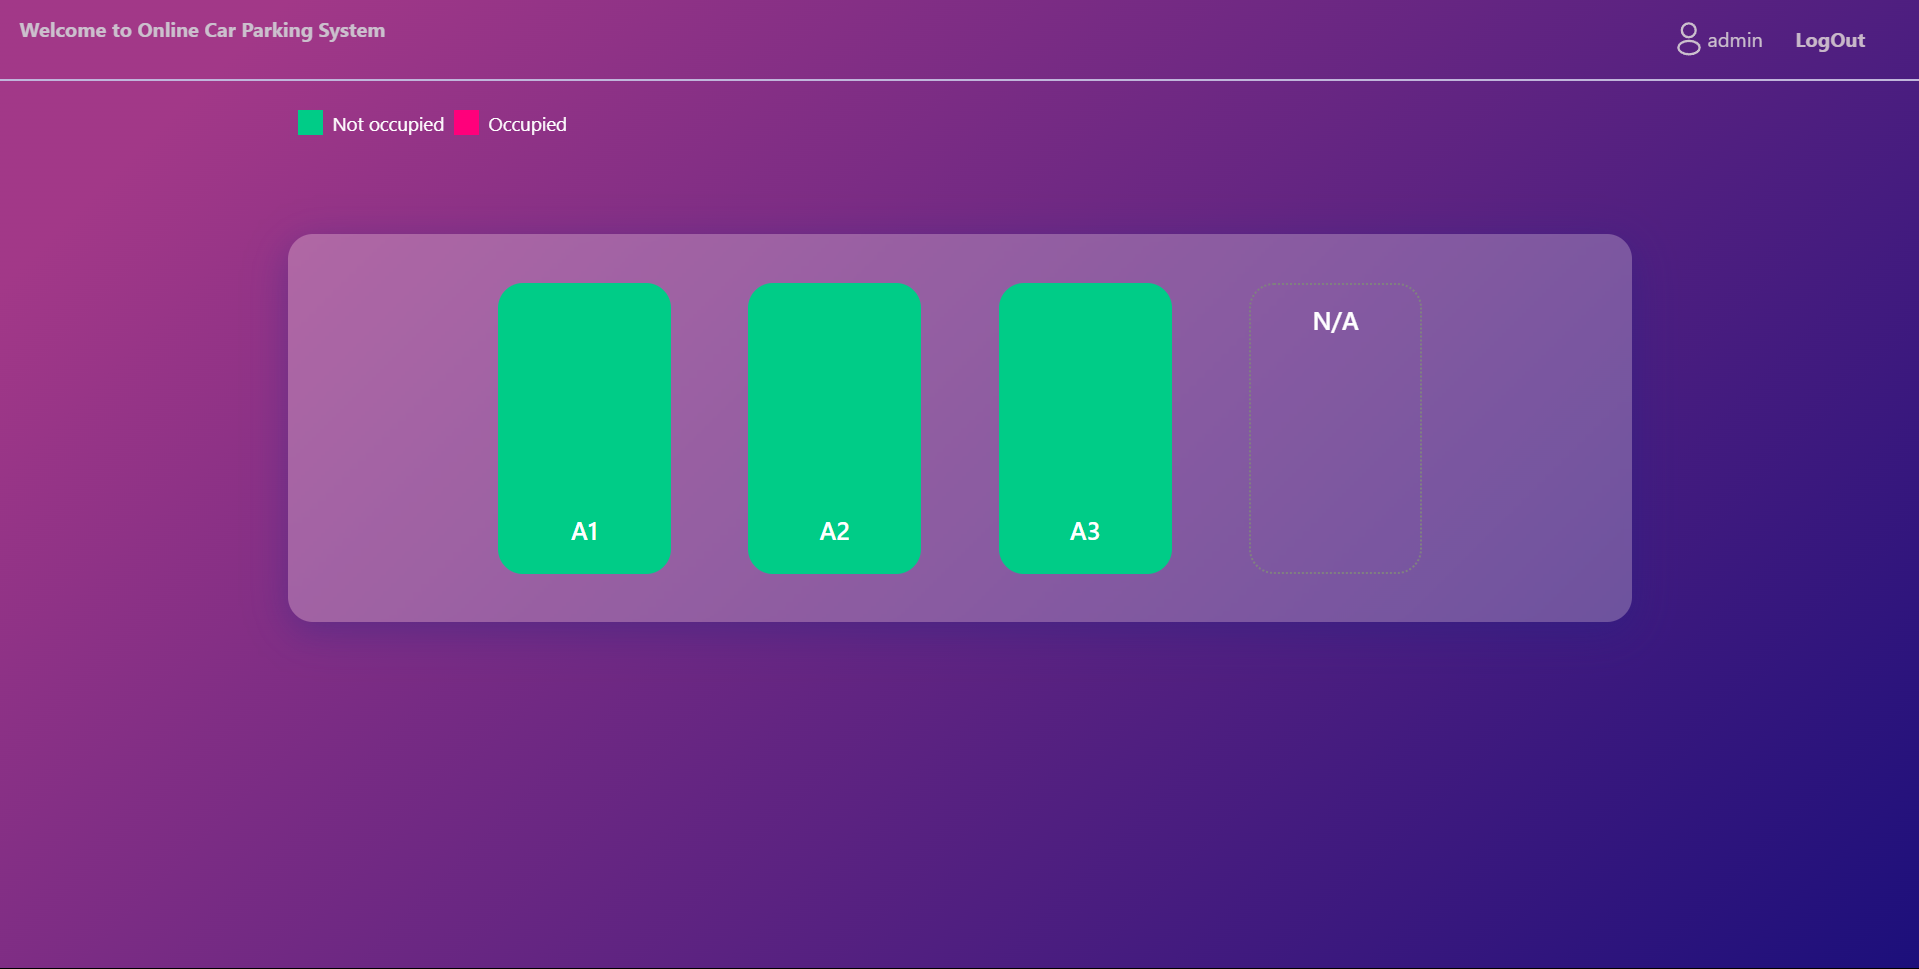 Welcome to Online Car Parking System
admin LogOut
Not occupied Occupied
N/A
A1 A2 A3